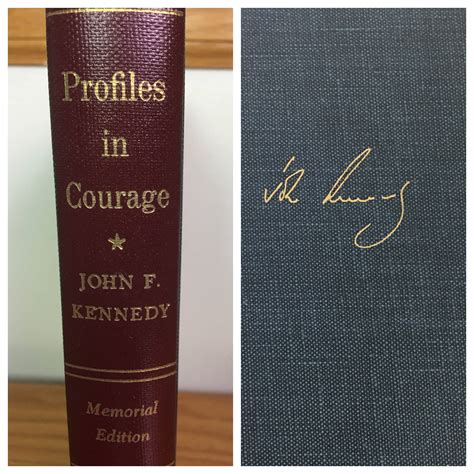 Profiles
in
Courage
JOHN F.
KENNEDY
Memorial
Edition